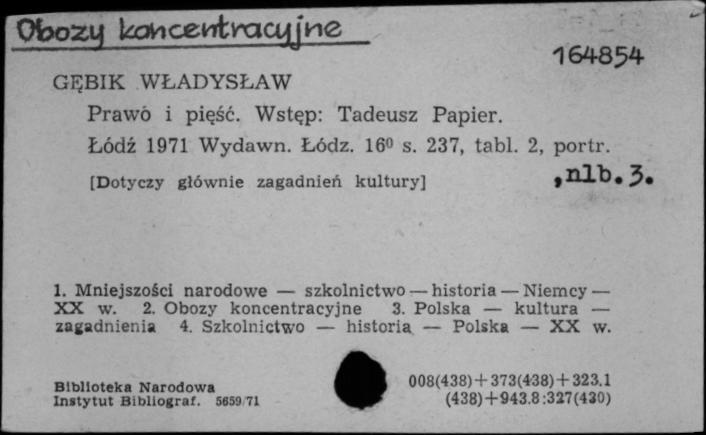 Obozy koncentracyjne
164854
GĘBIK WŁADYSŁAW
Prawo i pięść. Wstęp: Tadeusz Papier.
Łódź 1971 Wydawn. Łódz. 16⁰ s. 237, tabl. 2, portr.
,nlb. 3.
[Dotyczy głównie zagadnień kultury]
1. Mniejszości narodowe — szkolnictwo — historia — Niemcy —
XX w. 2. Obozy koncentracyjne 3. Polska — kultura —
zagadnienia 4. Szkolnictwo — historia — Polska — XX w.
Biblioteka Narodowa
Instytut Bibliograf. 5659/71
008(438)+373(438)+323.1
(438)+943.8:327(430)